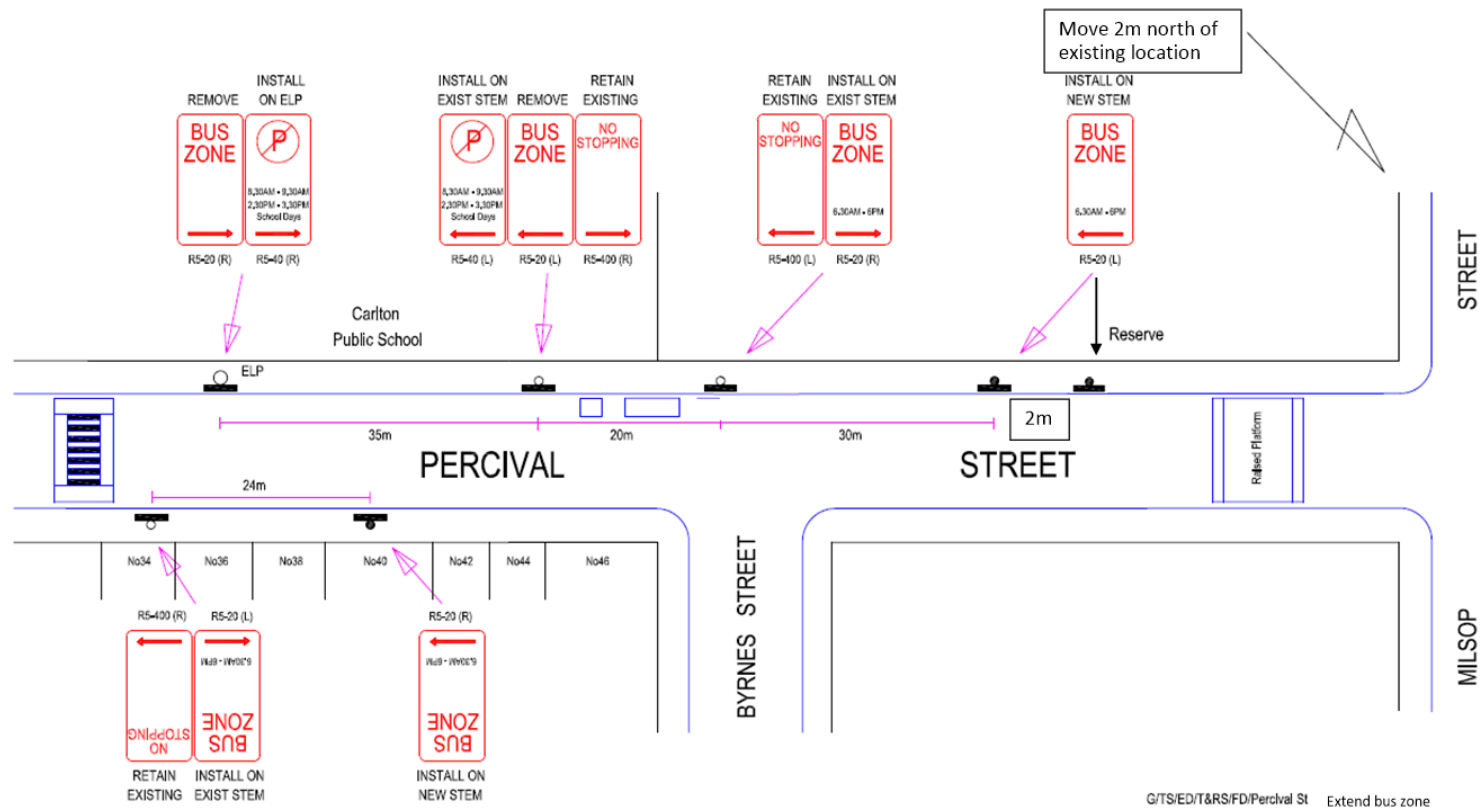 Move 2m north of
existing location
REMOVE
INSTALL
ON ELP
INSTALL ON
EXIST STEM
REMOVE
RETAIN
EXISTING
RETAIN
EXISTING
INSTALL ON
EXIST STEM
INSTALL ON
NEW STEM
BUS
ZONE
P
8.30AM - 9.30AM
2.30PM - 3.30PM
School Days
P
8.30AM - 9.30AM
2.30PM - 3.30PM
School Days
BUS
ZONE
NO
STOPPING
NO
STOPPING
BUS
ZONE
6.30AM - 6PM
BUS
ZONE
6.30AM - 6PM
R5-20 (R)
R5-40 (R)
R5-40 (L)
R5-20 (L)
R5-400 (R)
R5-400 (L)
R5-20 (R)
R5-20 (L)
STREET
Carlton
Public School
Reserve
ELP
2m
35m
20m
30m
PERCIVAL
STREET
Raised Platform
24m
No34
No36
No38
No40
No42
No44
No46
BYRNES STREET
MILSOP
R5-400 (R)
R5-20 (L)
R5-20 (R)
NO
STOPPING
BUS
ZONE
6.30AM - 6PM
BUS
ZONE
6.30AM - 6PM
RETAIN
EXISTING
INSTALL ON
EXIST STEM
INSTALL ON
NEW STEM
G/TS/ED/T&RS/FD/Percival St
Extend bus zone